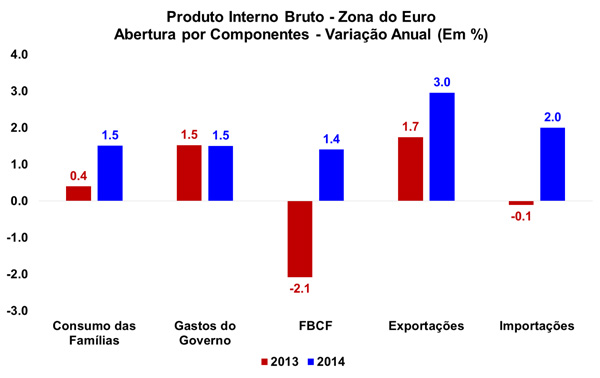 Produto Interno Bruto - Zona do Euro
Abertura por Componentes - Variação Anual (Em %)
4.0
3.0
2.0
1.0
0.0
-1.0
-2.0
-3.0
0.4
1.5
1.5
1.5
-2.1
1.4
1.7
3.0
-0.1
2.0
Consumo das
Famílias
Gastos do
Governo
FBCF
Exportações
Importações
2013
2014